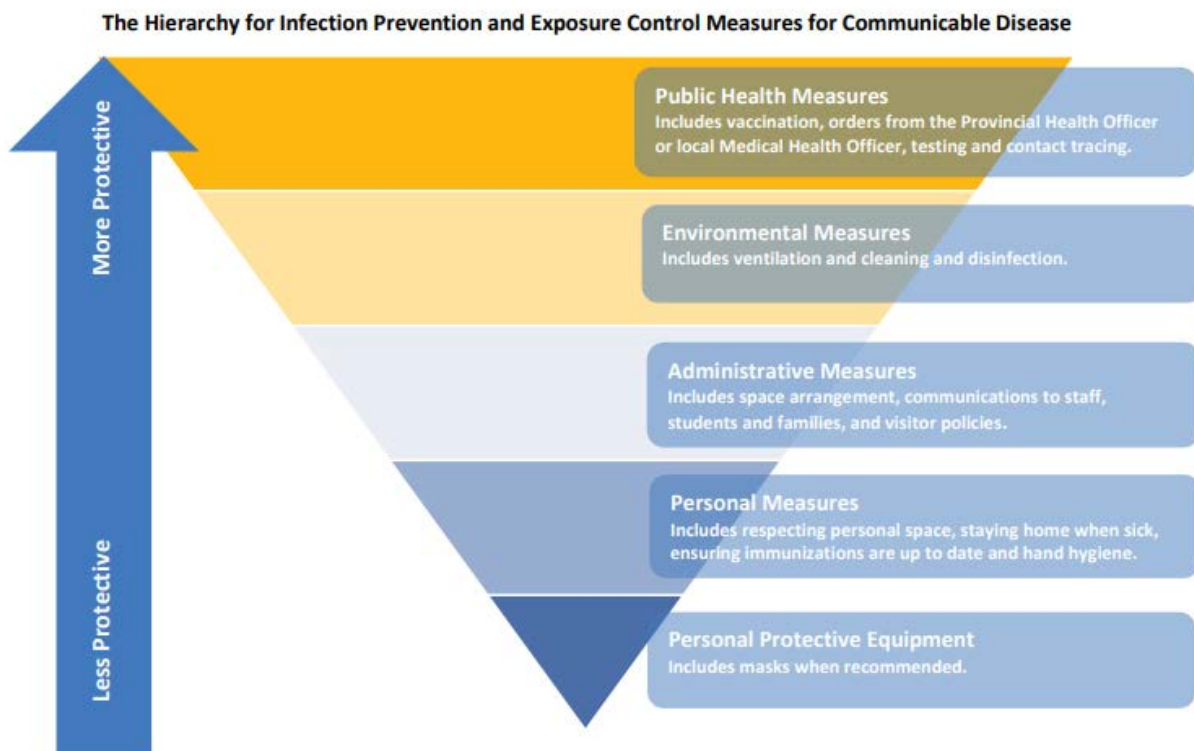 The Hierarchy for Infection Prevention and Exposure Control Measures for Communicable Disease
More Protective
Less Protective
Public Health Measures
Includes vaccination, orders from the Provincial Health Officer
or local Medical Health Officer, testing and contact tracing.
Environmental Measures
Includes ventilation and cleaning and disinfection.
Administrative Measures
Includes space arrangement, communications to staff,
students and families, and visitor policies.
Personal Measures
Includes respecting personal space, staying home when sick,
ensuring immunizations are up to date and hand hygiene.
Personal Protective Equipment
Includes masks when recommended.